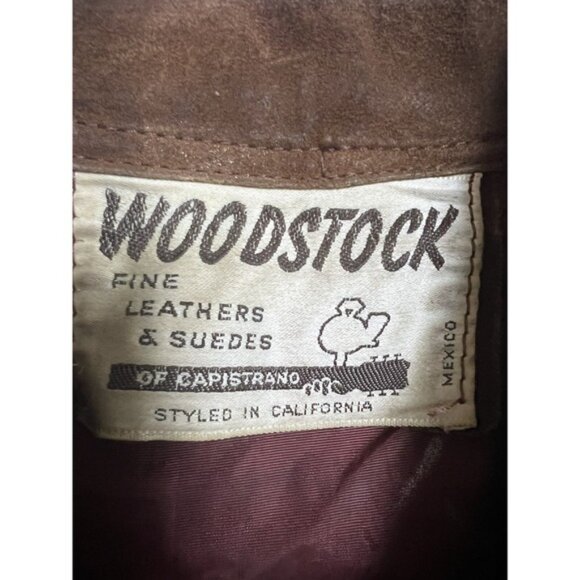 WOODSTOCK
FINE
LEATHERS
& SUEDES
OF CAPISTRANO
STYLED IN CALIFORNIA
MEXICO